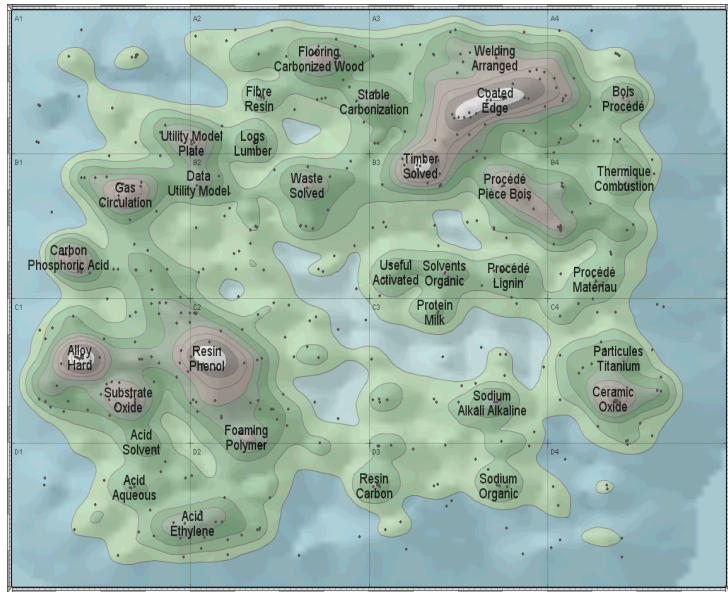 A1
A2
A3
A4
Flooring
Carbonized Wood
Welding
Arranged
Fibre
Resin
Stable
Carbonization
Coated
Edge
Bois
Procédé
Utility Model
Plate
Logs
Lumber
B1
B2
B3
B4
Timber
Solved
Data
Utility Model
Waste
Solved
Procédé
Pièce Bois
Thermique
Combustion
Gas
Circulation
Carbon
Phosphoric Acid
Useful
Activated
Solvents
Organic
Procédé
Lignin
Procédé
Matériau
C1
C2
C3
C4
Protein
Milk
Alloy
Hard
Resin
Phenol
Particules
Titanium
Substrate
Oxide
Sodium
Alkali Alkaline
Ceramic
Oxide
Acid
Solvent
Foaming
Polymer
D1
D2
D3
D4
Acid
Aqueous
Resin
Carbon
Sodium
Organic
Acid
Ethylene